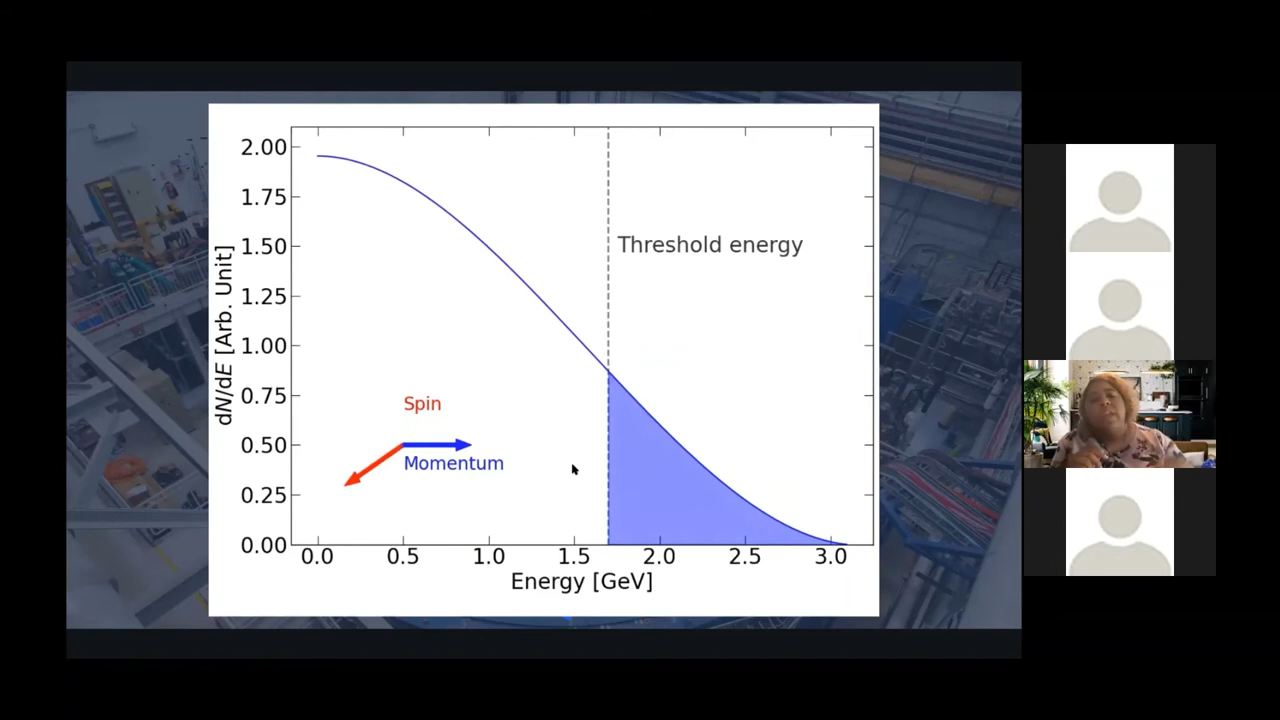 2.00
1.75
1.50
1.25
1.00
0.75
0.50
0.25
0.00
dN/dE [Arb. Unit]
Threshold energy
Spin
Momentum
0.0 0.5 1.0 1.5 2.0 2.5 3.0
Energy [GeV]